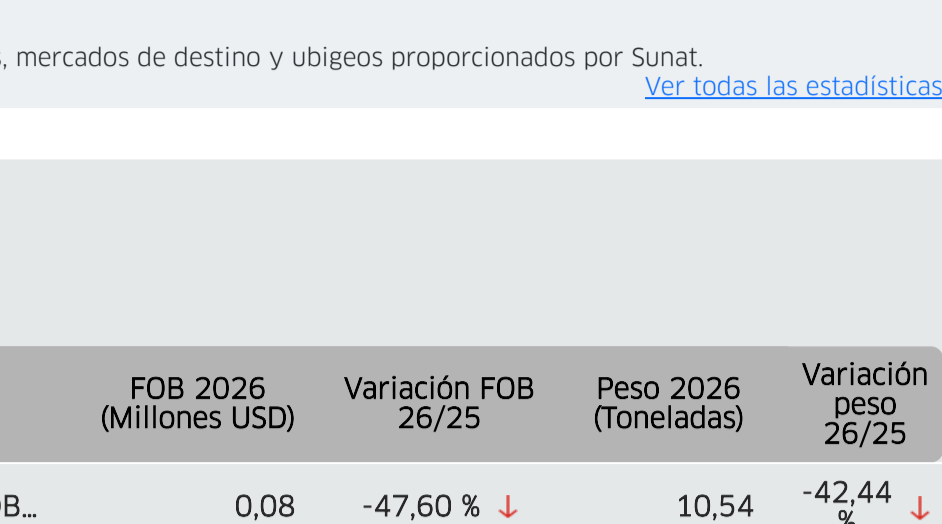 , mercados de destino y ubigeos proporcionados por Sunat.
Ver todas las estadísticas
FOB 2026 (Millones USD)
Variación FOB 26/25
Peso 2026 (Toneladas)
Variación peso 26/25
0,08 -47,60 % ↓ 10,54 -42,44 % ↓